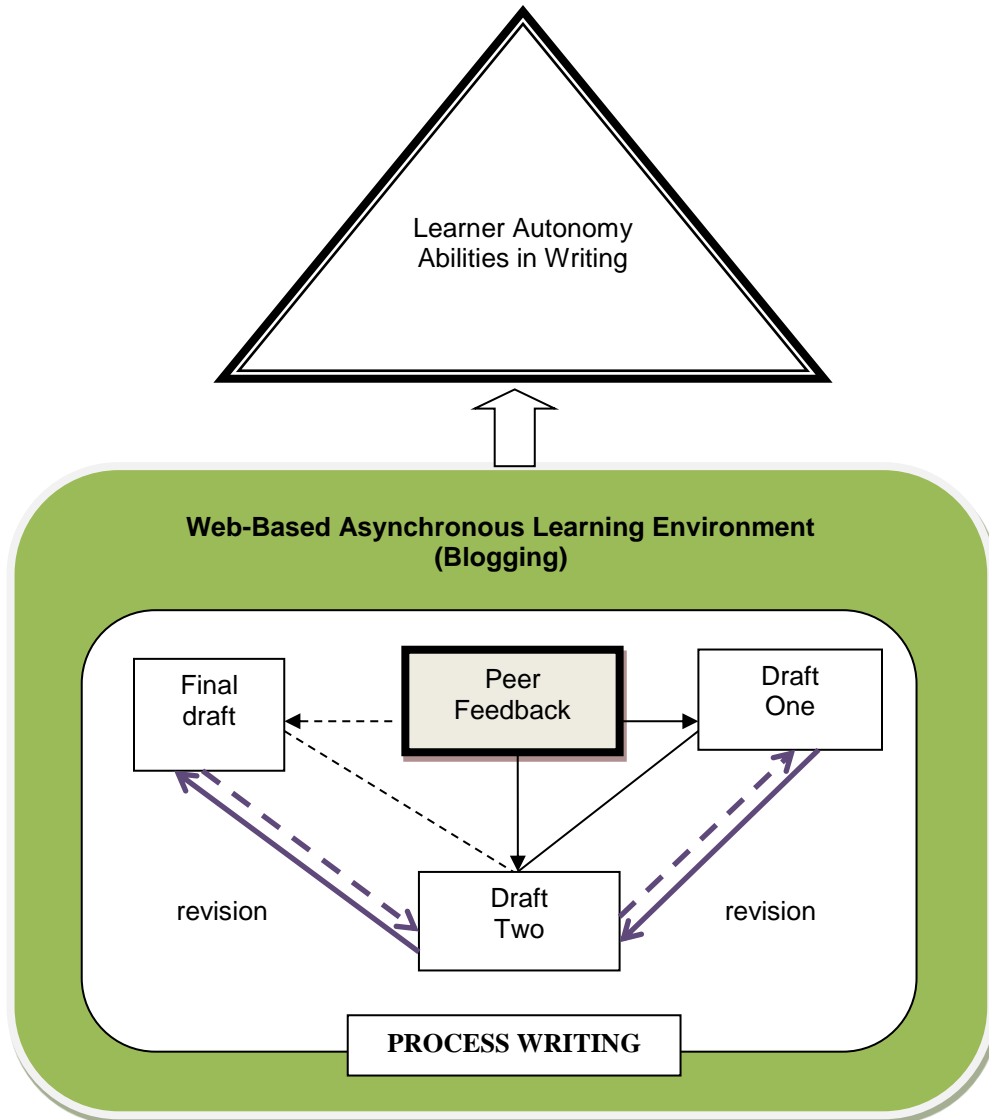 Learner Autonomy
Abilities in Writing
Web-Based Asynchronous Learning Environment
(Blogging)
Final
draft
Peer
Feedback
Draft
One
revision
Draft
Two
revision
PROCESS WRITING